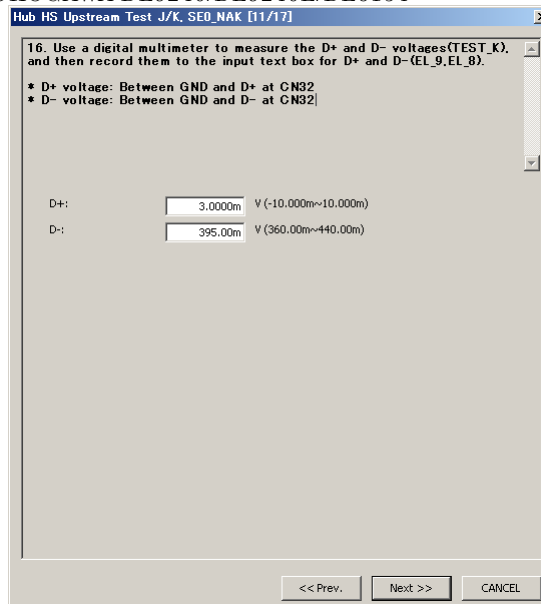 Hub HS Upstream Test J/K, SE0_NAK [11/17]
16. Use a digital multimeter to measure the D+ and D- voltages(TEST_K),
and then record them to the input text box for D+ and D-(EL_9,EL_8).
* D+ voltage: Between GND and D+ at CN32
* D- voltage: Between GND and D- at CN32
D+: 3.0000m V (-10.000m~10.000m)
D-: 395.00m V (360.00m~440.00m)
<< Prev. Next >> CANCEL